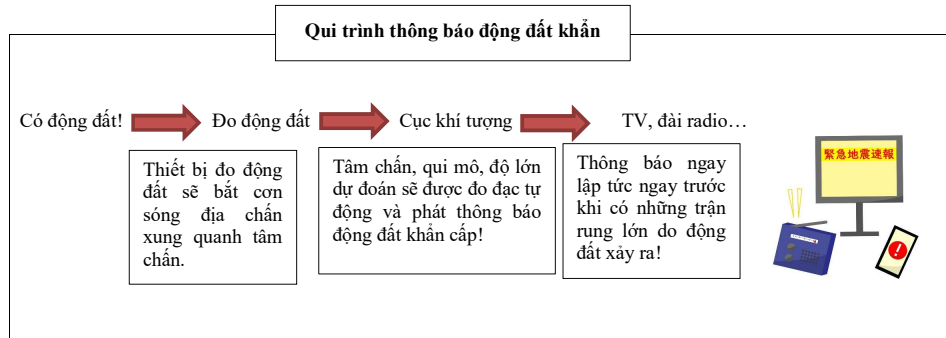 Qui trình thông báo động đất khẩn
Có động đất! Đo động đất Cục khí tượng TV, đài radio…
Thiết bị đo động
đất sẽ bắt cơn
sóng địa chấn
xung quanh tâm
chấn.
Tâm chấn, qui mô, độ lớn
dự đoán sẽ được đo đạc tự
động và phát thông báo
động đất khẩn cấp!
Thông báo ngay
lập tức ngay trước
khi có những trận
rung lớn do động
đất xảy ra!
緊急地震速報